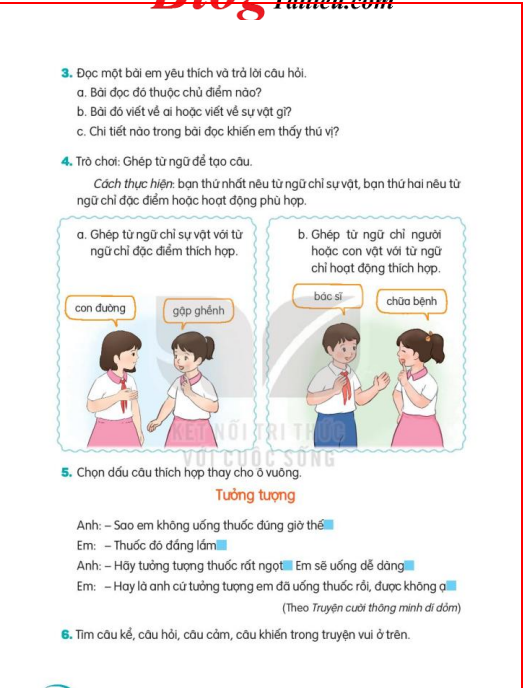 Blog Tailieu.com
3. Đọc một bài em yêu thích và trả lời câu hỏi.
a. Bài đọc đó thuộc chủ điểm nào?
b. Bài đó viết về ai hoặc viết về sự vật gì?
c. Chi tiết nào trong bài đọc khiến em thấy thú vị?
4. Trò chơi: Ghép từ ngữ để tạo câu.
Cách thực hiện: bạn thứ nhất nêu từ ngữ chỉ sự vật, bạn thứ hai nêu từ
ngữ chỉ đặc điểm hoặc hoạt động phù hợp.
a. Ghép từ ngữ chỉ sự vật với từ
ngữ chỉ đặc điểm thích hợp.
con đường
gập ghềnh
b. Ghép từ ngữ chỉ người
hoặc con vật với từ ngữ
chỉ hoạt động thích hợp.
bác sĩ
chữa bệnh
KẾT NỐI TRI THỨC
VỚI CUỘC SỐNG
5. Chọn dấu câu thích hợp thay cho ô vuông.
Tưởng tượng
Anh: – Sao em không uống thuốc đúng giờ thế
Em: – Thuốc đó đắng lắm
Anh: – Hãy tưởng tượng thuốc rất ngọt Em sẽ uống dễ dàng
Em: – Hay là anh cứ tưởng tượng em đã uống thuốc rồi, được không ạ
(Theo Truyện cười thông minh dí dỏm)
6. Tìm câu kể, câu hỏi, câu cảm, câu khiến trong truyện vui ở trên.